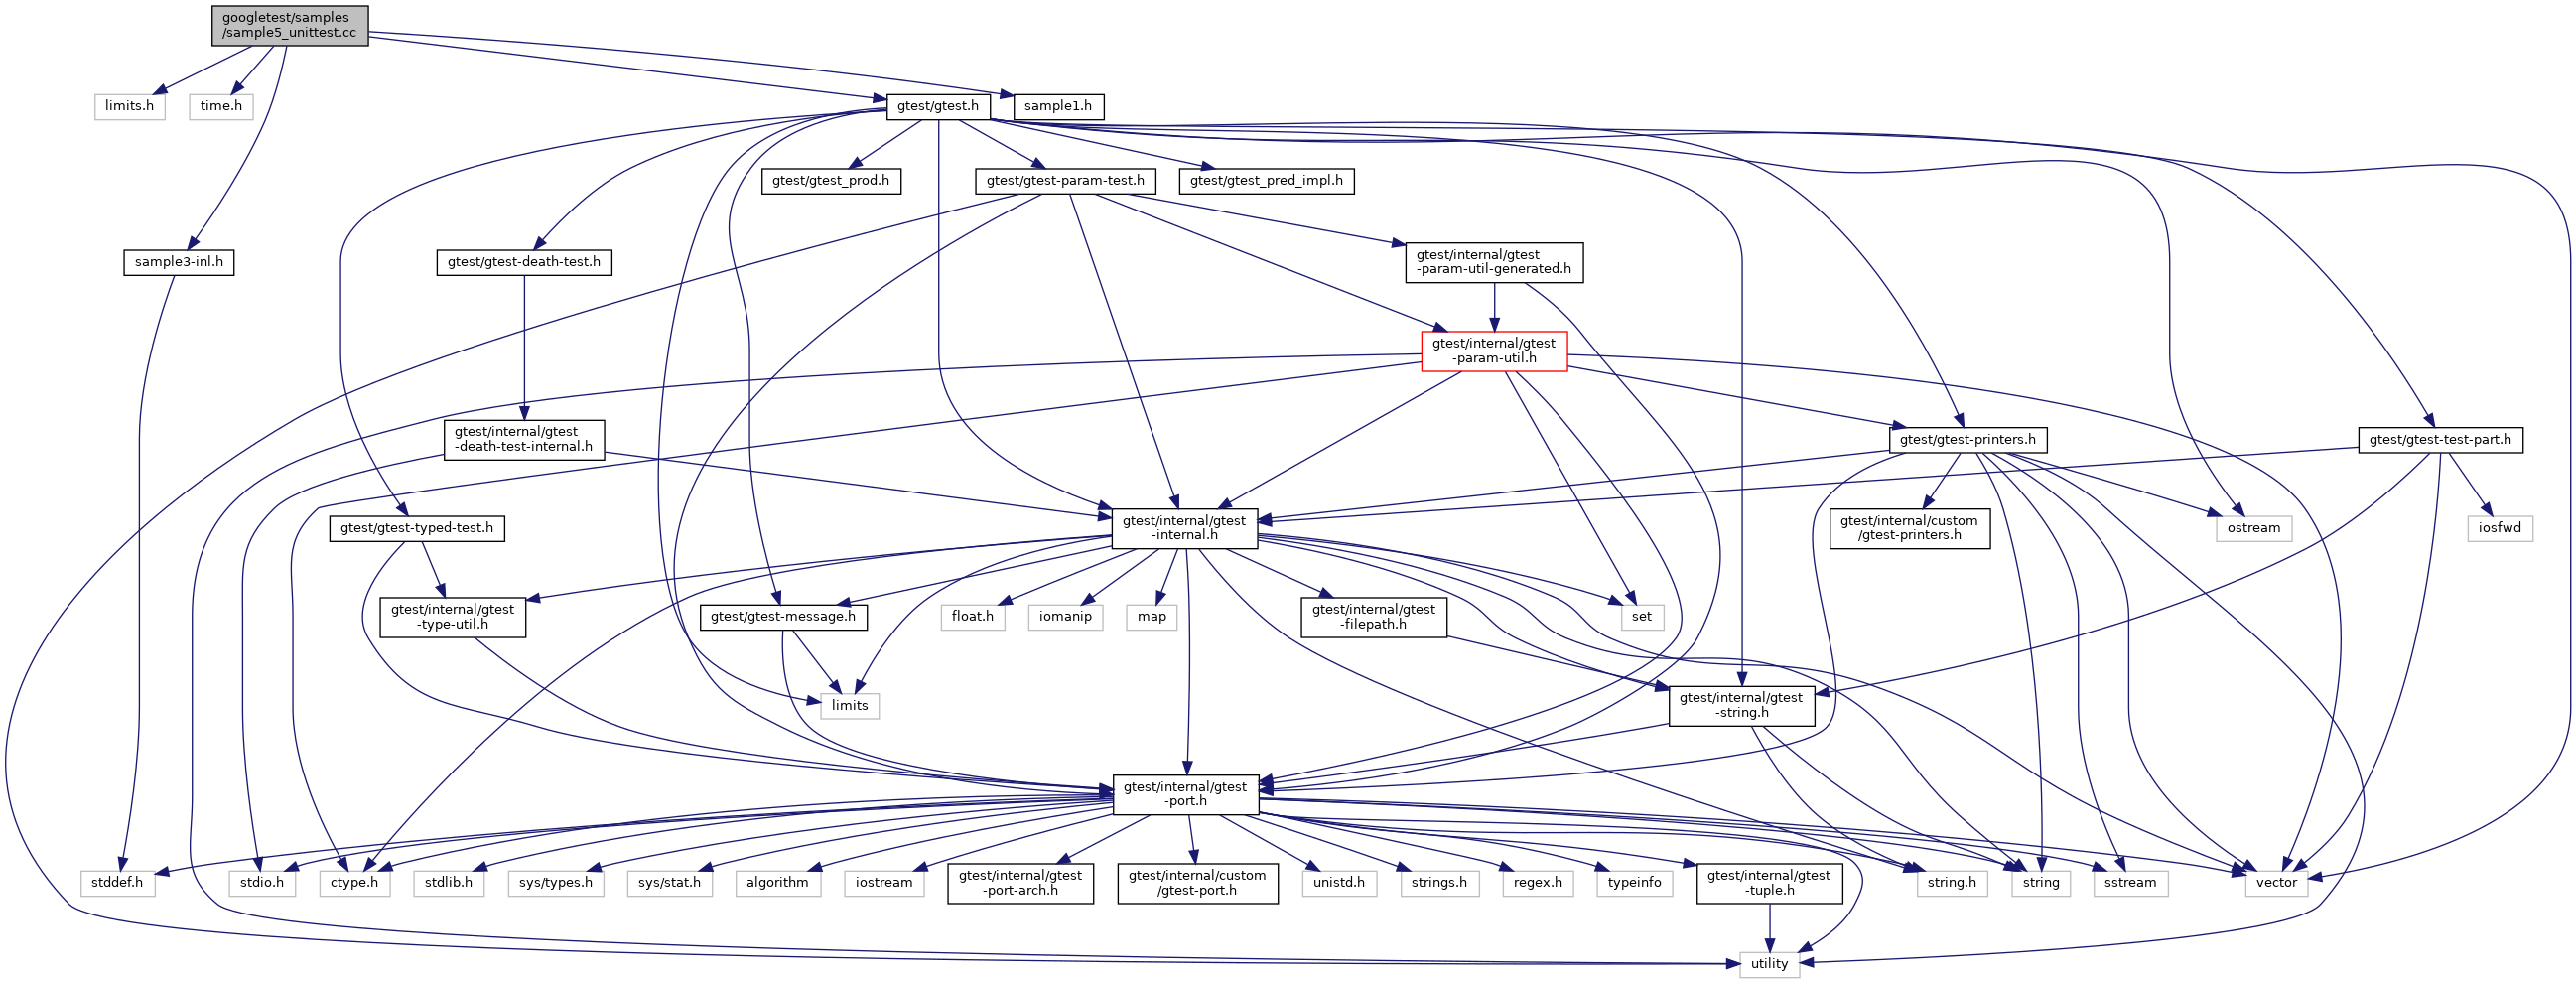 googletest/samples
/sample5_unittest.cc
limits.h
time.h
gtest/gtest.h
sample1.h
gtest/gtest_prod.h
gtest/gtest-param-test.h
gtest/gtest_pred_impl.h
sample3-inl.h
gtest/gtest-death-test.h
gtest/internal/gtest
-param-util-generated.h
gtest/internal/gtest
-param-util.h
gtest/internal/gtest
-death-test-internal.h
gtest/gtest-printers.h
gtest/gtest-test-part.h
gtest/gtest-typed-test.h
gtest/internal/gtest
-internal.h
gtest/internal/custom
/gtest-printers.h
ostream
iosfwd
gtest/internal/gtest
-type-util.h
gtest/gtest-message.h
float.h
iomanip
map
gtest/internal/gtest
-filepath.h
set
limits
gtest/internal/gtest
-string.h
gtest/internal/gtest
-port.h
stddef.h
stdio.h
ctype.h
stdlib.h
sys/types.h
sys/stat.h
algorithm
iostream
gtest/internal/gtest
-port-arch.h
gtest/internal/custom
/gtest-port.h
unistd.h
strings.h
regex.h
typeinfo
gtest/internal/gtest
-tuple.h
string.h
string
sstream
vector
utility